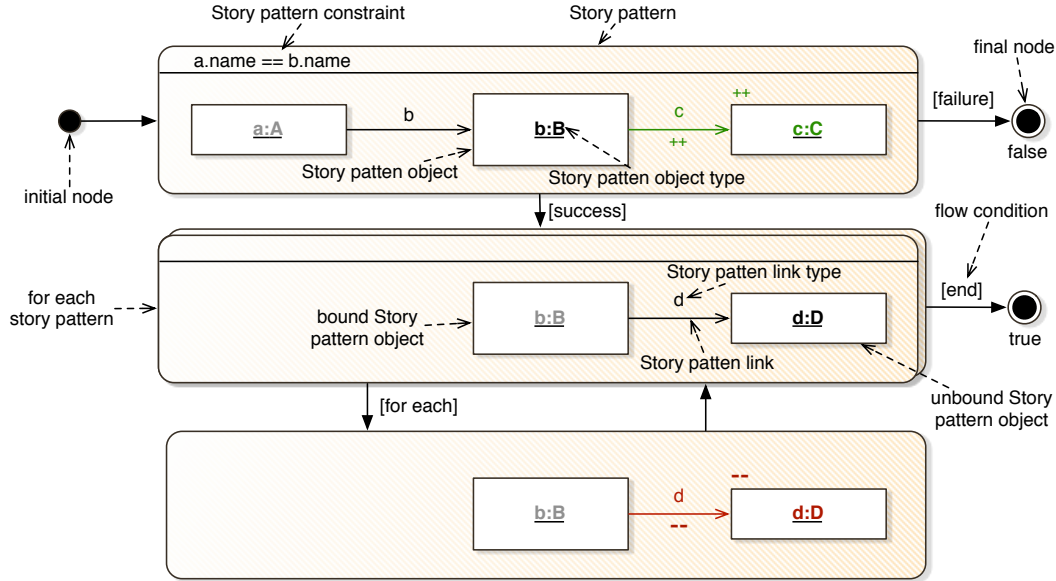 Story pattern constraint
Story pattern
final node
a.name == b.name
a:A
b
b:B
c
++
++
c:C
[failure]
false
Story patten object
Story patten object type
initial node
[success]
flow condition
for each
story pattern
bound Story
pattern object
b:B
Story patten link type
d
d:D
Story patten link
[end]
true
unbound Story
pattern object
[for each]
b:B
d
--
--
d:D